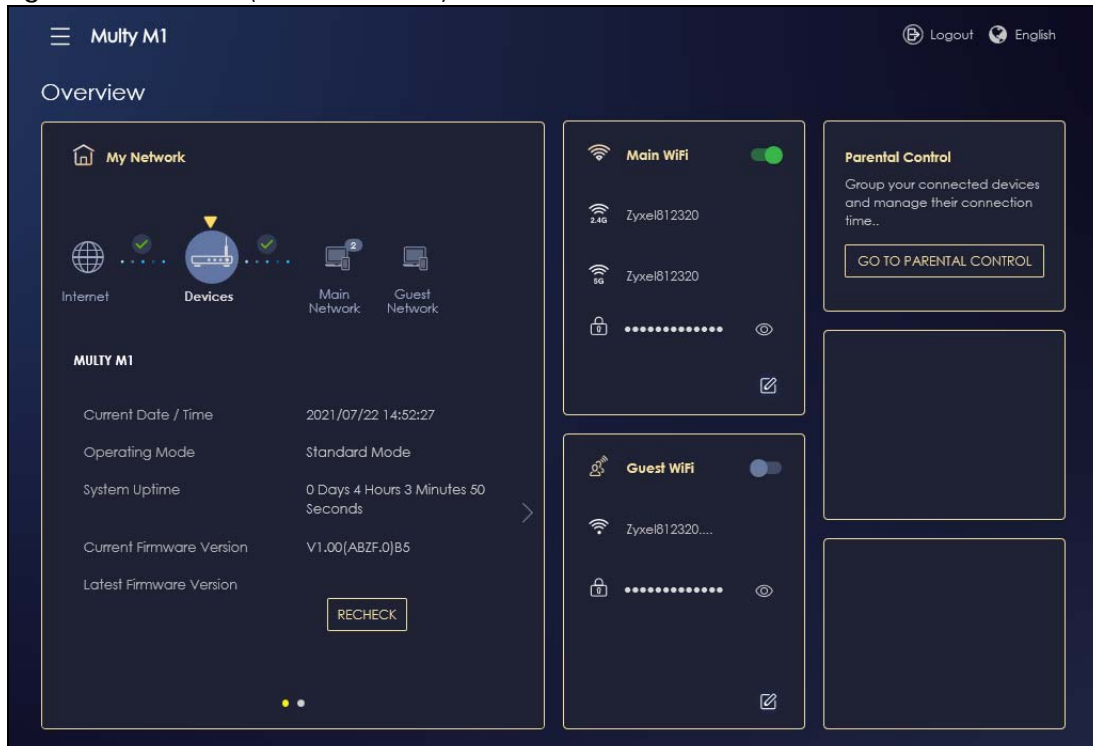 Multy M1
Logout
English
Overview
My Network
2
Internet
Devices
Main
Network
Guest
Network
MULTY M1
Current Date / Time
2021/07/22 14:52:27
Operating Mode
Standard Mode
System Uptime
0 Days 4 Hours 3 Minutes 50
Seconds
Current Firmware Version
V1.00(ABZF.0)B5
Latest Firmware Version
RECHECK
Main WiFi
2.4G
Zyxel812320
5G
Zyxel812320
•••••••••••••
Guest WiFi
Zyxel812320....
•••••••••••••
Parental Control
Group your connected devices
and manage their connection
time..
GO TO PARENTAL CONTROL